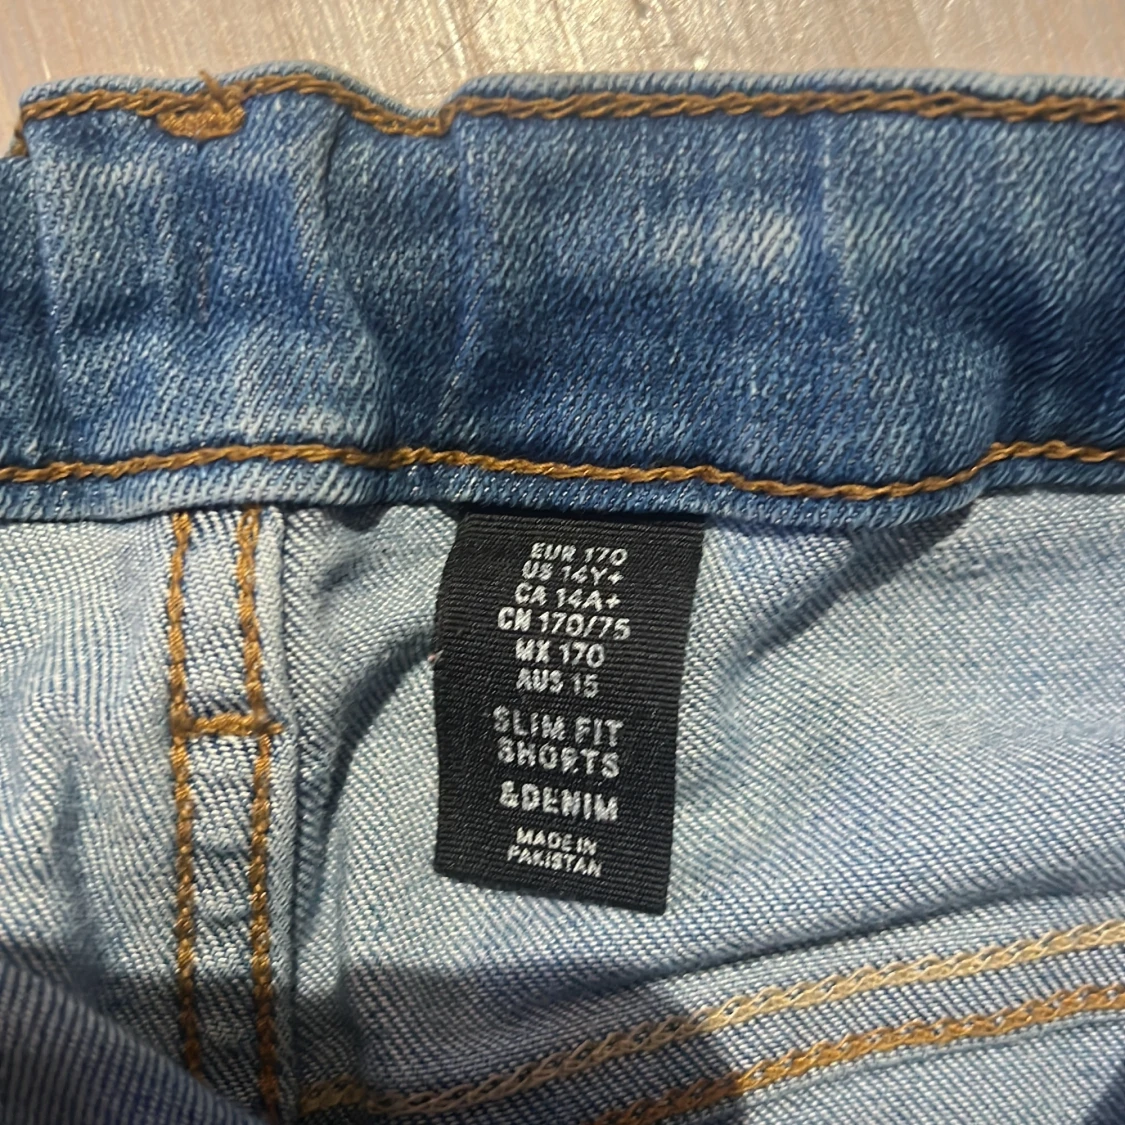 EUR 170
US 14Y+
CA 14A+
CN 170/75
MX 170
AUS 15
SLIM FIT
SHORTS
&DENIM
MADE IN
PAKISTAN